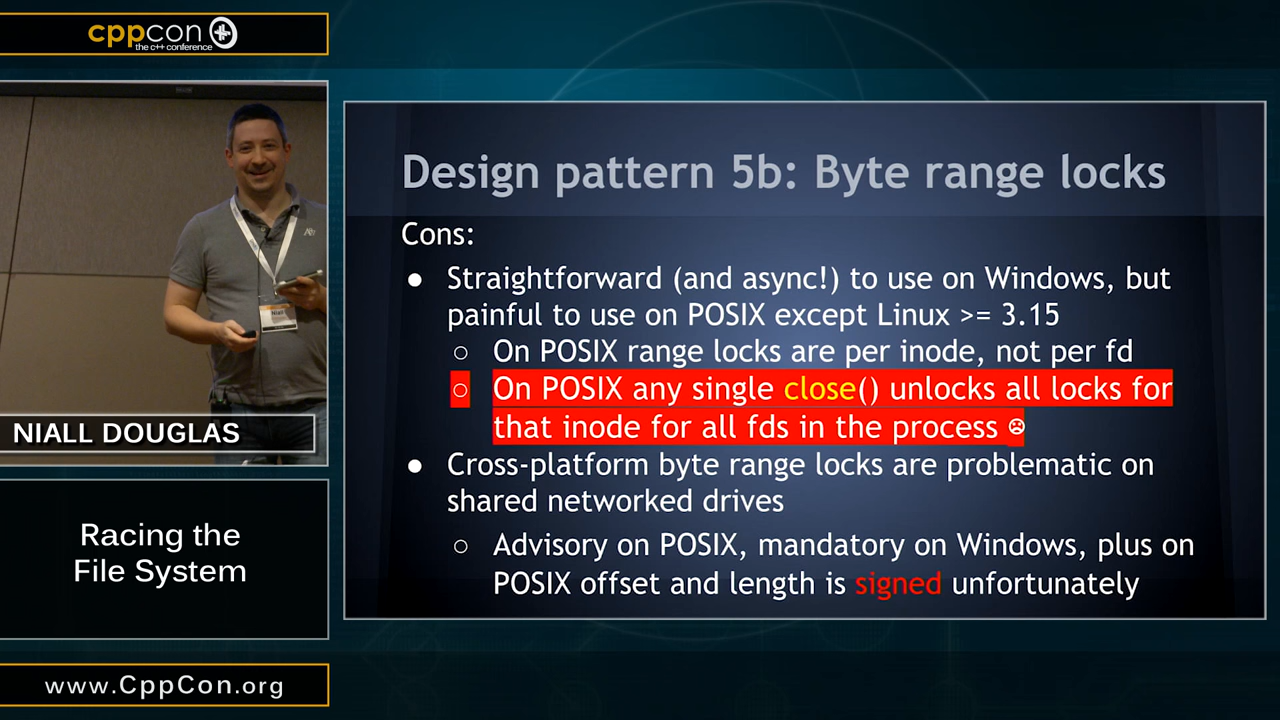 cppcon
the c++ conference
NIALL DOUGLAS
Racing the
File System
www.CppCon.org
Design pattern 5b: Byte range locks
Cons:
● Straightforward (and async!) to use on Windows, but
painful to use on POSIX except Linux >= 3.15
○ On POSIX range locks are per inode, not per fd
○ On POSIX any single close() unlocks all locks for
that inode for all fds in the process ☹
● Cross-platform byte range locks are problematic on
shared networked drives
○ Advisory on POSIX, mandatory on Windows, plus on
POSIX offset and length is signed unfortunately